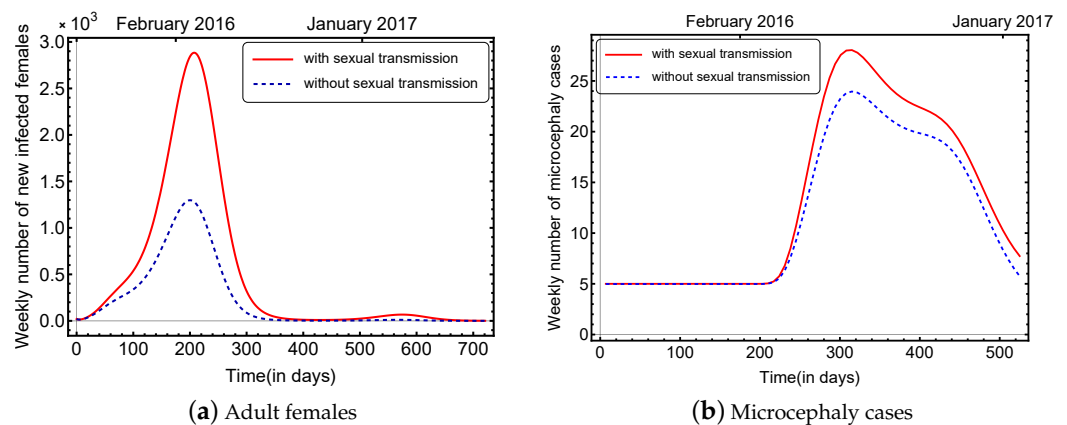 × 10³ February 2016 January 2017
3.0
2.5
2.0
1.5
1.0
0.5
0.0
Weekly number of new infected females
with sexual transmission
without sexual transmission
0 100 200 300 400 500 600 700
Time(in days)
(a) Adult females
February 2016 January 2017
25
20
15
10
5
0
Weekly number of microcephaly cases
with sexual transmission
without sexual transmission
0 100 200 300 400 500
Time(in days)
(b) Microcephaly cases